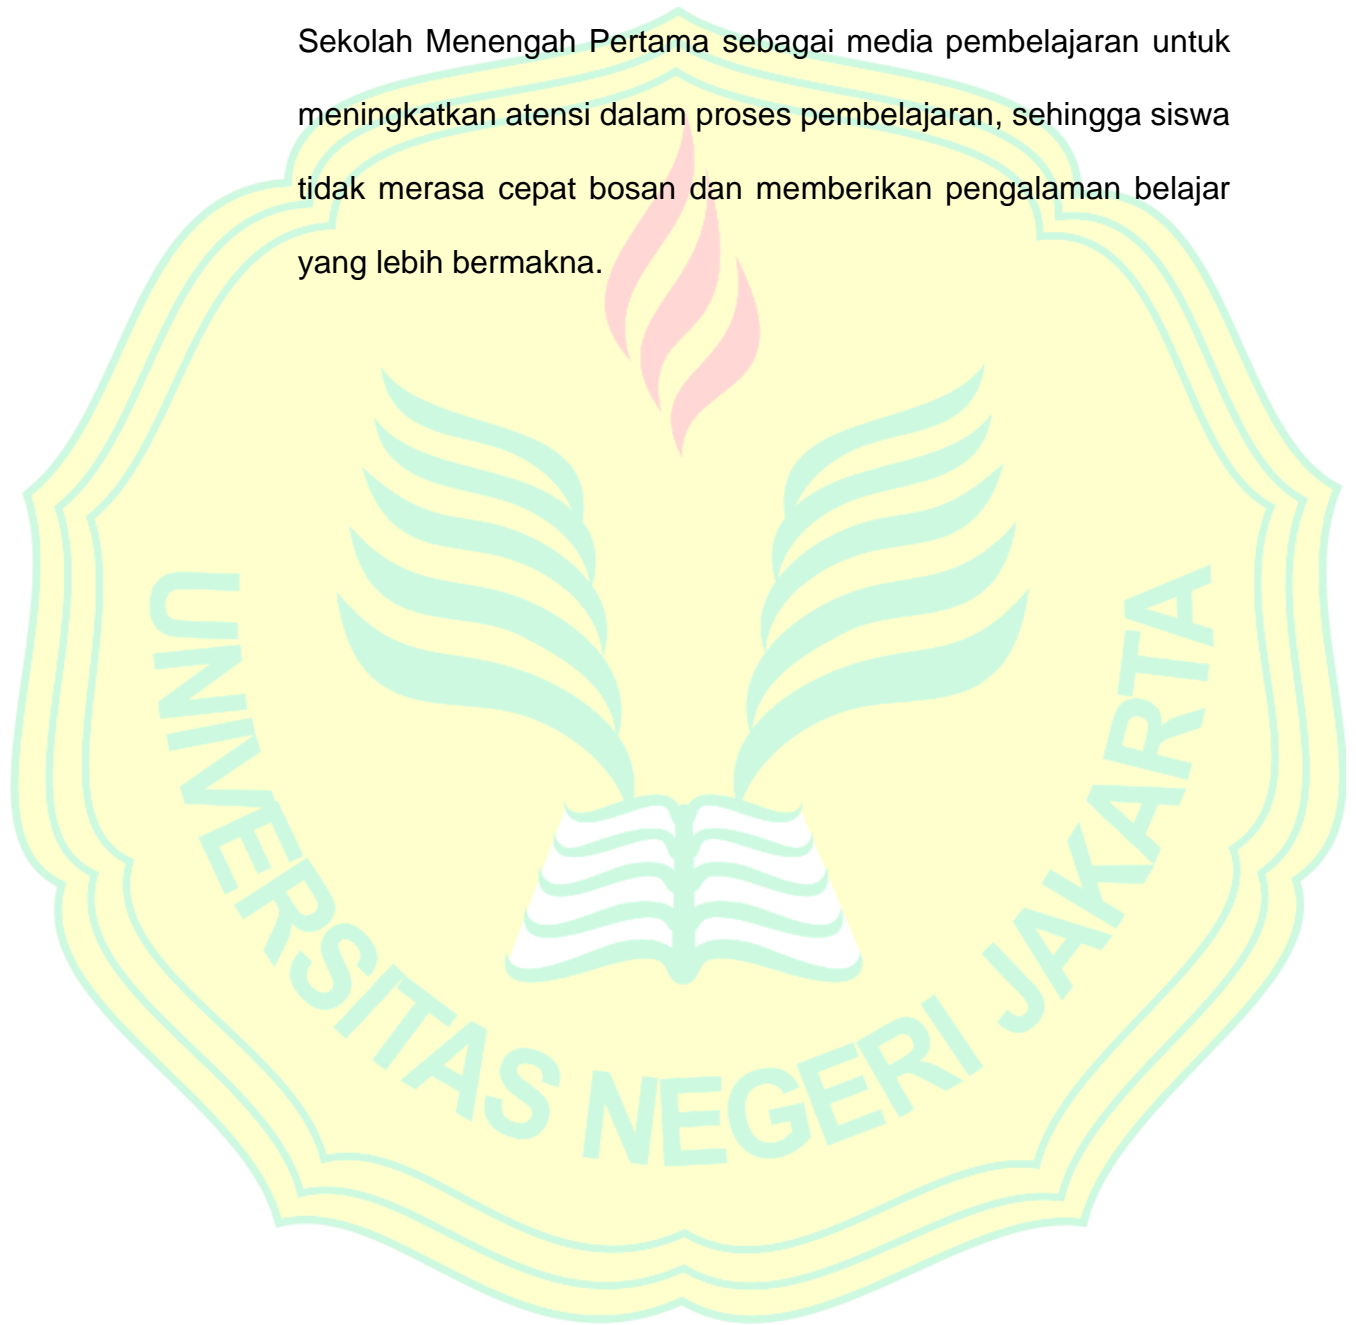 Sekolah Menengah Pertama sebagai media pembelajaran untuk
meningkatkan atensi dalam proses pembelajaran, sehingga siswa
tidak merasa cepat bosan dan memberikan pengalaman belajar
yang lebih bermakna.
UNIVERSITAS NEGERI JAKARTA